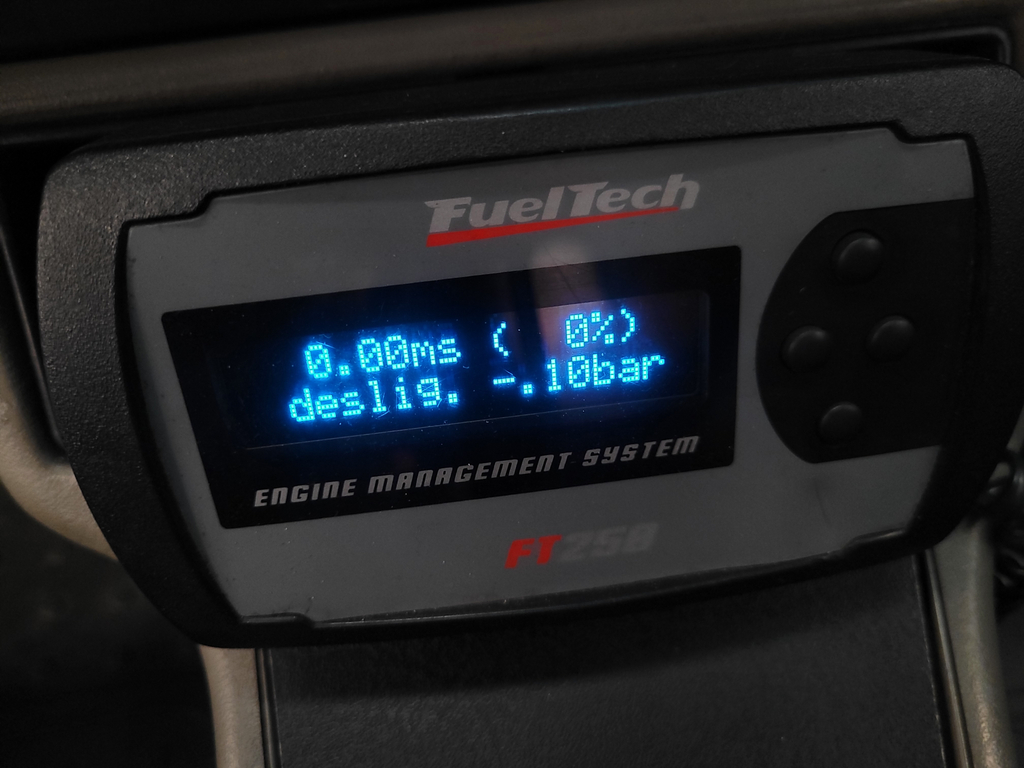 FuelTech
0.00ms ( 0%)
deslig. -.10bar
ENGINE MANAGEMENT SYSTEM
FT250